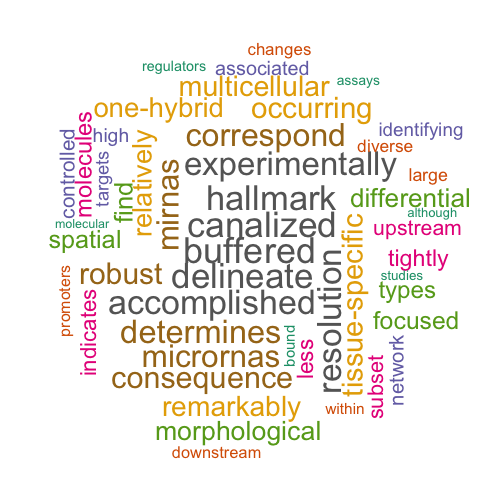 changes
regulators
associated
assays
multicellular
one-hybrid
occurring
molecules
high
correspond
identifying
diverse
controlled
targets
find
relatively
mirnas
experimentally
large
hallmark
differential
although
molecular
canalized
upstream
spatial
buffered
tissue-specific
tightly
robust
delineate
resolution
studies
types
promoters
indicates
accomplished
focused
determines
bound
less
micrornas
network
subset
consequence
remarkably
within
morphological
downstream